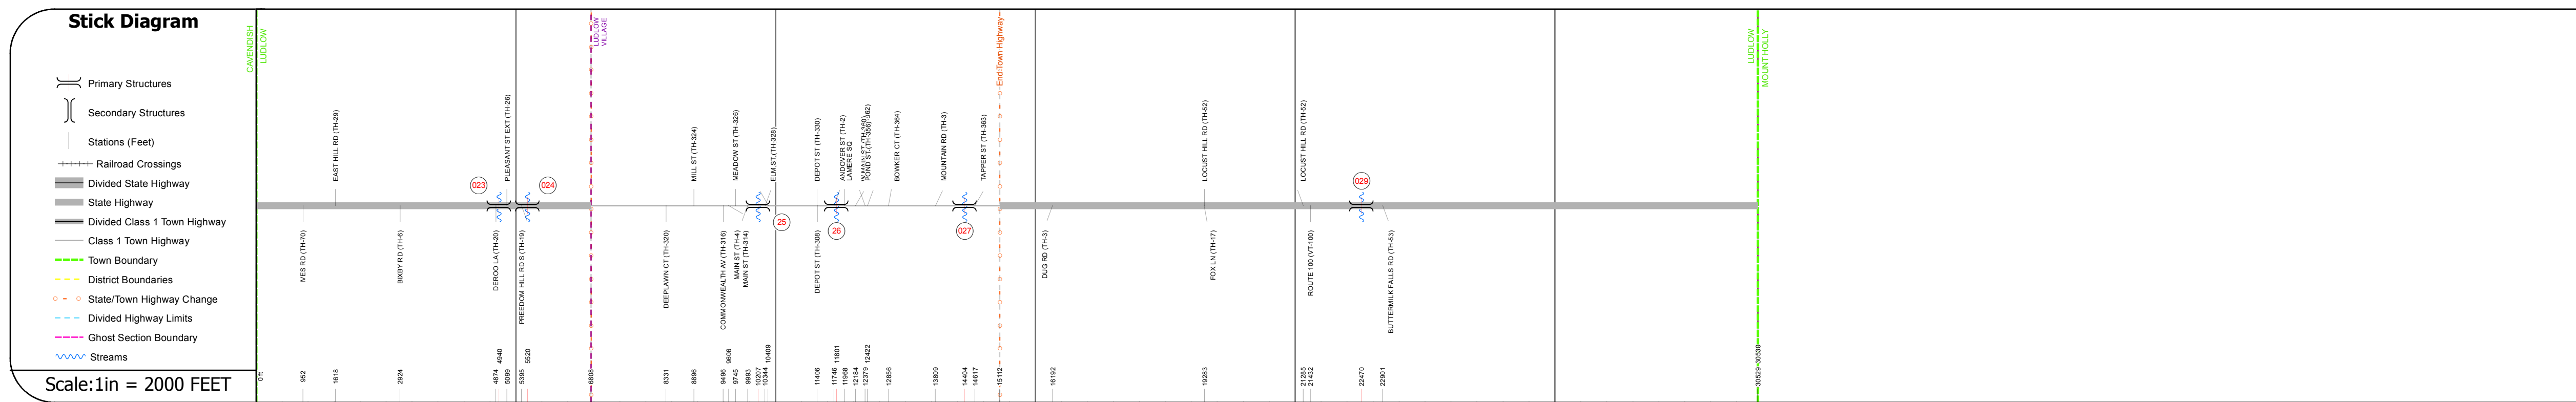 Stick Diagram
Primary Structures
Secondary Structures
Stations (Feet)
Railroad Crossings
Divided State Highway
State Highway
Divided Class 1 Town Highway
Class 1 Town Highway
Town Boundary
District Boundaries
State/Town Highway Change
Divided Highway Limits
Ghost Section Boundary
Streams
Scale:1in = 2000 FEET
CAVENDISH
LUDLOW
LUDLOW
VILLAGE
End:Town Highway
LUDLOW
MOUNT HOLLY
EAST HILL RD (TH-29)
PLEASANT ST EXT (TH-26)
MILL ST (TH-324)
MEADOW ST (TH-326)
ELM ST (TH-328)
DEPOT ST (TH-330)
ANDOVER ST (TH-2)
LAMERE SQ
POND ST (TH-356)
BOWKER CT (TH-364)
MOUNTAIN RD (TH-3)
TAPPER ST (TH-363)
LOCUST HILL RD (TH-52)
LOCUST HILL RD (TH-52)
023
024
25
26
027
029
IVES RD (TH-70)
BIXBY RD (TH-6)
DEROO LA (TH-20)
PREEDOM HILL RD S (TH-19)
DEEPLAWN CT (TH-320)
COMMONWEALTH AV (TH-316)
MAIN ST (TH-4)
MAIN ST (TH-314)
DEPOT ST (TH-308)
DUG RD (TH-3)
FOX LN (TH-17)
ROUTE 100 (VT-100)
BUTTERMILK FALLS RD (TH-53)
0 ft
952
1618
2924
4874
4940
5099
5395
5520
6808
8331
8896
9496
9606
9745
9993
10207
10344
10409
11406
11746
11801
11968
12184
12379
12422
12856
13809
14404
14617
15112
16192
19283
21285
21432
22470
22901
30529
30530